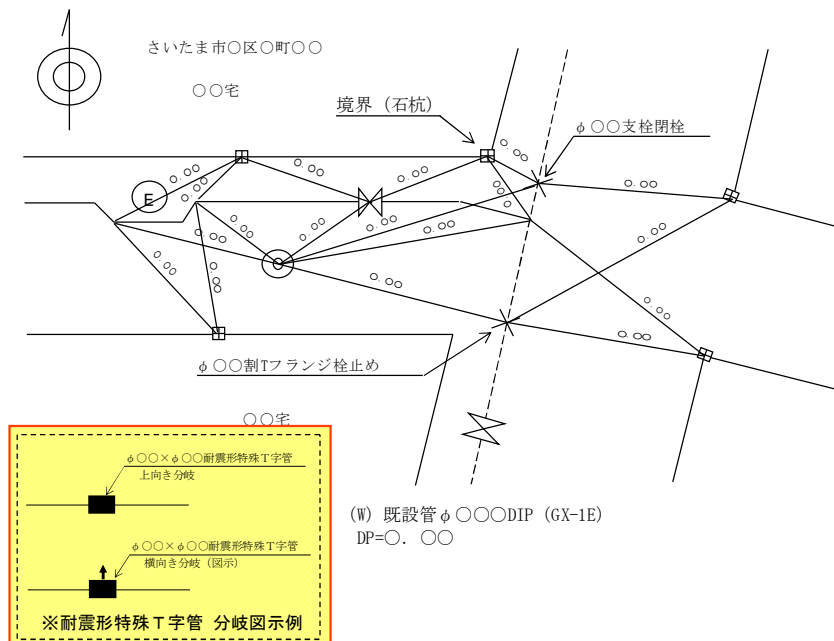 さいたま市○区○町○○
○○宅
境界 (石杭)
φ○○支栓閉栓
○.○○
○.○○
○.○○
○.○○
○.○○
○.○○
○.○○
E
○.○○
○.○○
○.○○
○.○○
○.○○
○.○○
○.○○
○.○○
○.○○
○.○○
○.○○
φ○○割Tフランジ栓止め
○○宅
φ○○×φ○○耐震形特殊T字管
上向き分岐
φ○○×φ○○耐震形特殊T字管
横向き分岐(図示)
※耐震形特殊T字管 分岐図示例
(W) 既設管φ○○○DIP (GX-1E)
DP=○. ○○